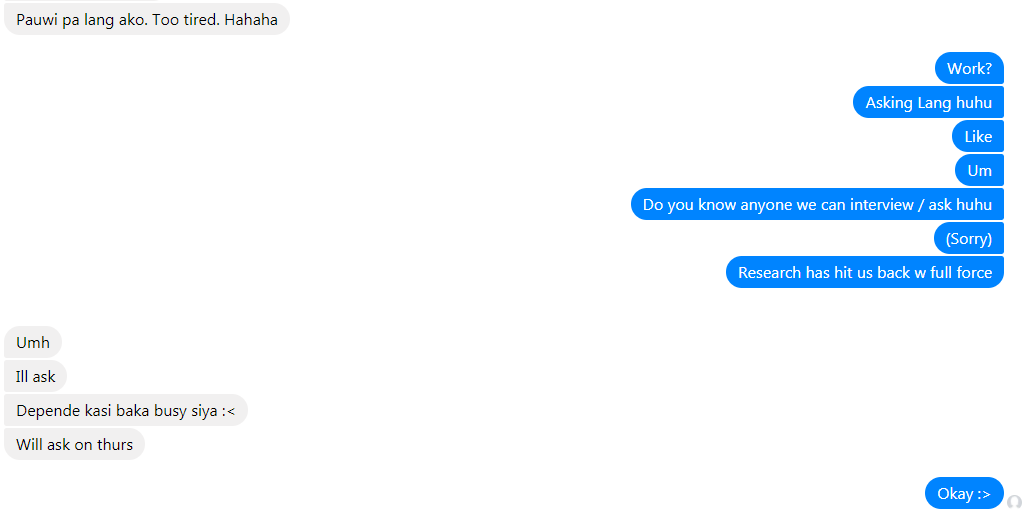 Pauwi pa lang ako. Too tired. Hahaha
Work?
Asking Lang huhu
Like
Um
Do you know anyone we can interview / ask huhu
(Sorry)
Research has hit us back w full force
Umh
Ill ask
Depende kasi baka busy siya :<
Will ask on thurs
Okay :>